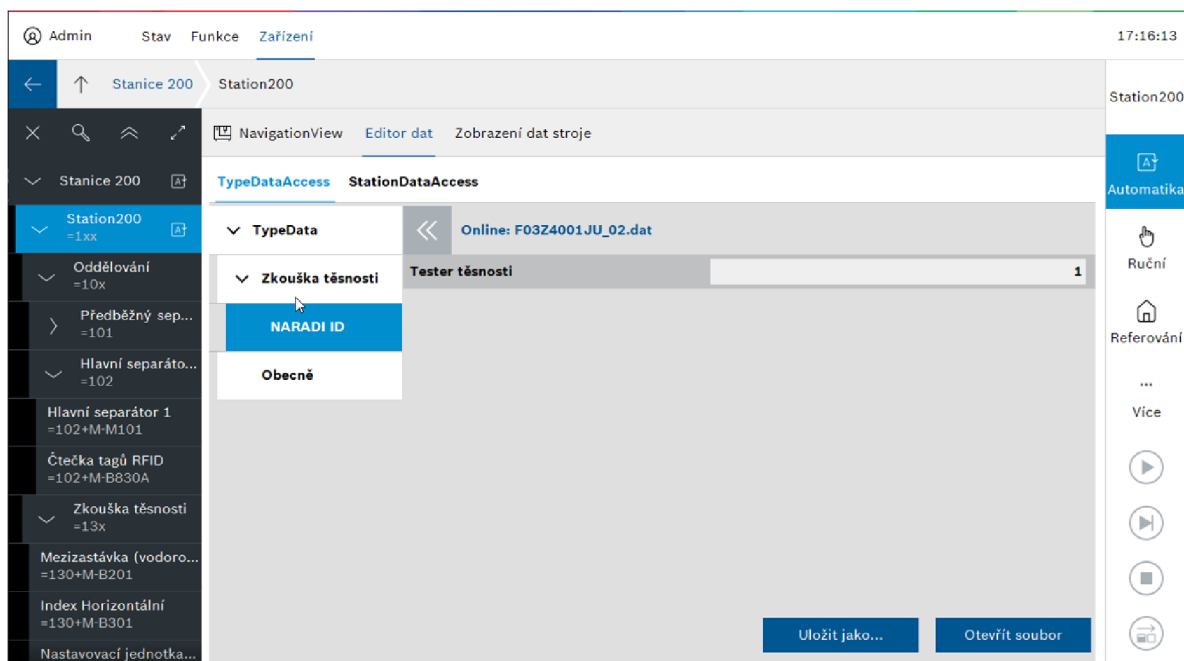 Admin
Stav
Funkce
Zařízení
17:16:13
Stanice 200
Station200
Station200
NavigationView
Editor dat
Zobrazení dat stroje
Stanice 200
TypeDataAccess
StationDataAccess
Automatika
Station200
=1xx
TypeData
Online: F03Z4001JU_02.dat
Oddělování
=10x
Zkouška těsnosti
Tester těsnosti
1
Ruční
Předběžný sep...
=101
NARADI ID
Referování
Hlavní separáto...
=102
Obecně
...
Více
Hlavní separátor 1
=102+M-M101
Čtečka tagů RFID
=102+M-B830A
Zkouška těsnosti
=13x
Mezizastávka (vodoro...
=130+M-B201
Index Horizontální
=130+M-B301
Uložit jako...
Otevřít soubor
Nastavovací jednotka...